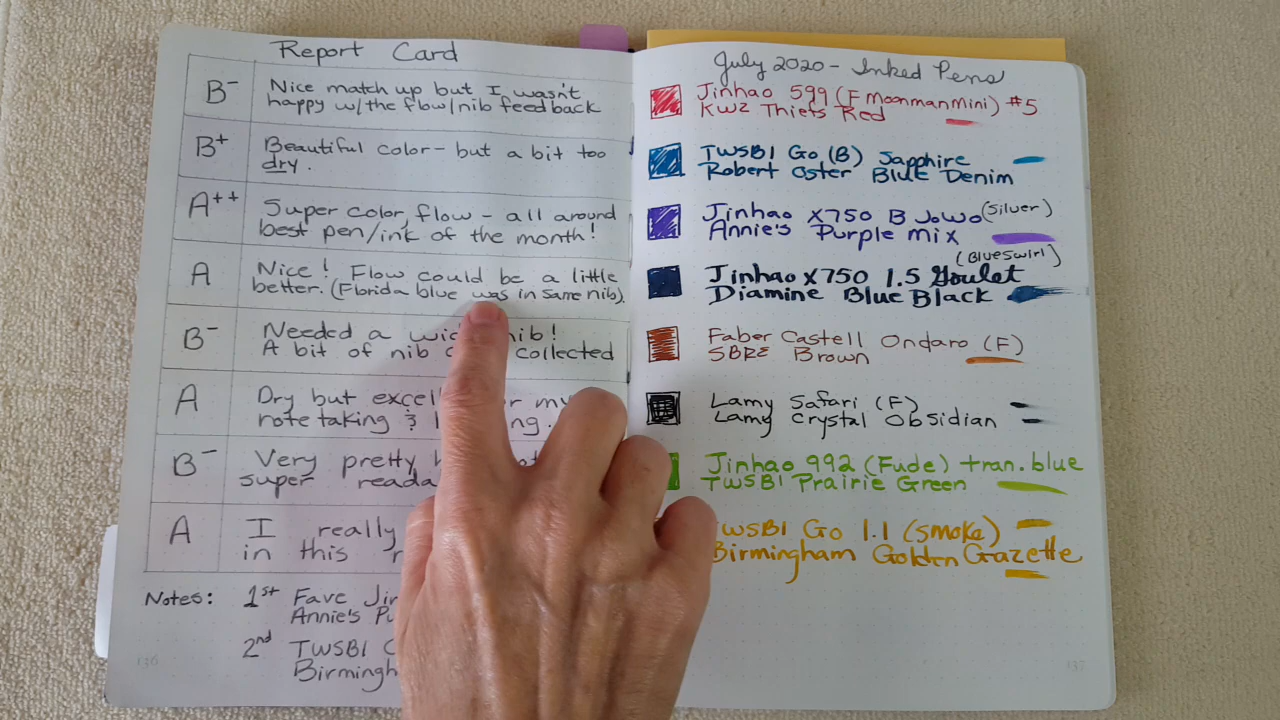 Report Card
B- Nice match up but I wasn't
happy w/the flow/nib feedback
B+ Beautiful color - but a bit too
dry.
A++ Super color, flow - all around
best pen/ink of the month!
A Nice! Flow could be a little
better. (Florida blue was in same nib).
B- Needed a nib!
A bit of nib collected
A Dry but my
note taking &
B- Very pretty
super
A I really
in this
Notes: 1st Fave
Annie's
2nd TWSBI
136
July 2020 - Inked Pens
Jinhao 599 (F Moonman Mini) #5
KWZ Thiefs Red
TWSBI Go (B) Sapphire
Robert Oster Blue Denim
Jinhao X750 B Jowo (Silver)
Annie's Purple Mix
(Blue Swirl)
Jinhao X750 1.5 Goulet
Diamine Blue Black
Faber Castell Ondoro (F)
SBRE Brown
Lamy Safari (F)
Lamy Crystal Obsidian
Jinhao 992 (Fude) tran. blue
TWSBI Prairie Green
TWSBI Go 1.1 (smoke)
Birmingham Golden Gazette
137